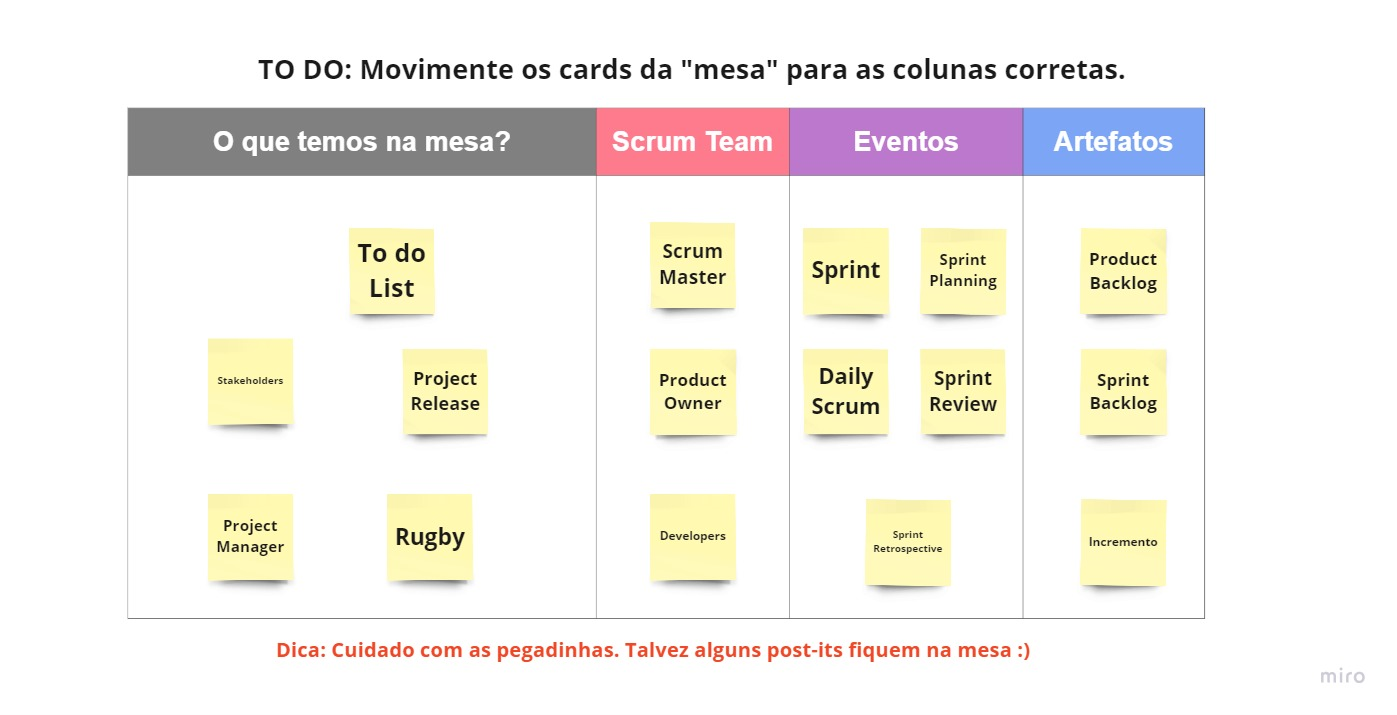 TO DO: Movimente os cards da "mesa" para as colunas corretas.
O que temos na mesa?
Scrum Team
Eventos
Artefatos
To do
List
Stakeholders
Project
Release
Project
Manager
Rugby
Scrum
Master
Product
Owner
Developers
Sprint
Sprint
Planning
Daily
Scrum
Sprint
Review
Sprint
Retrospective
Product
Backlog
Sprint
Backlog
Incremento
Dica: Cuidado com as pegadinhas. Talvez alguns post-its fiquem na mesa :)
miro